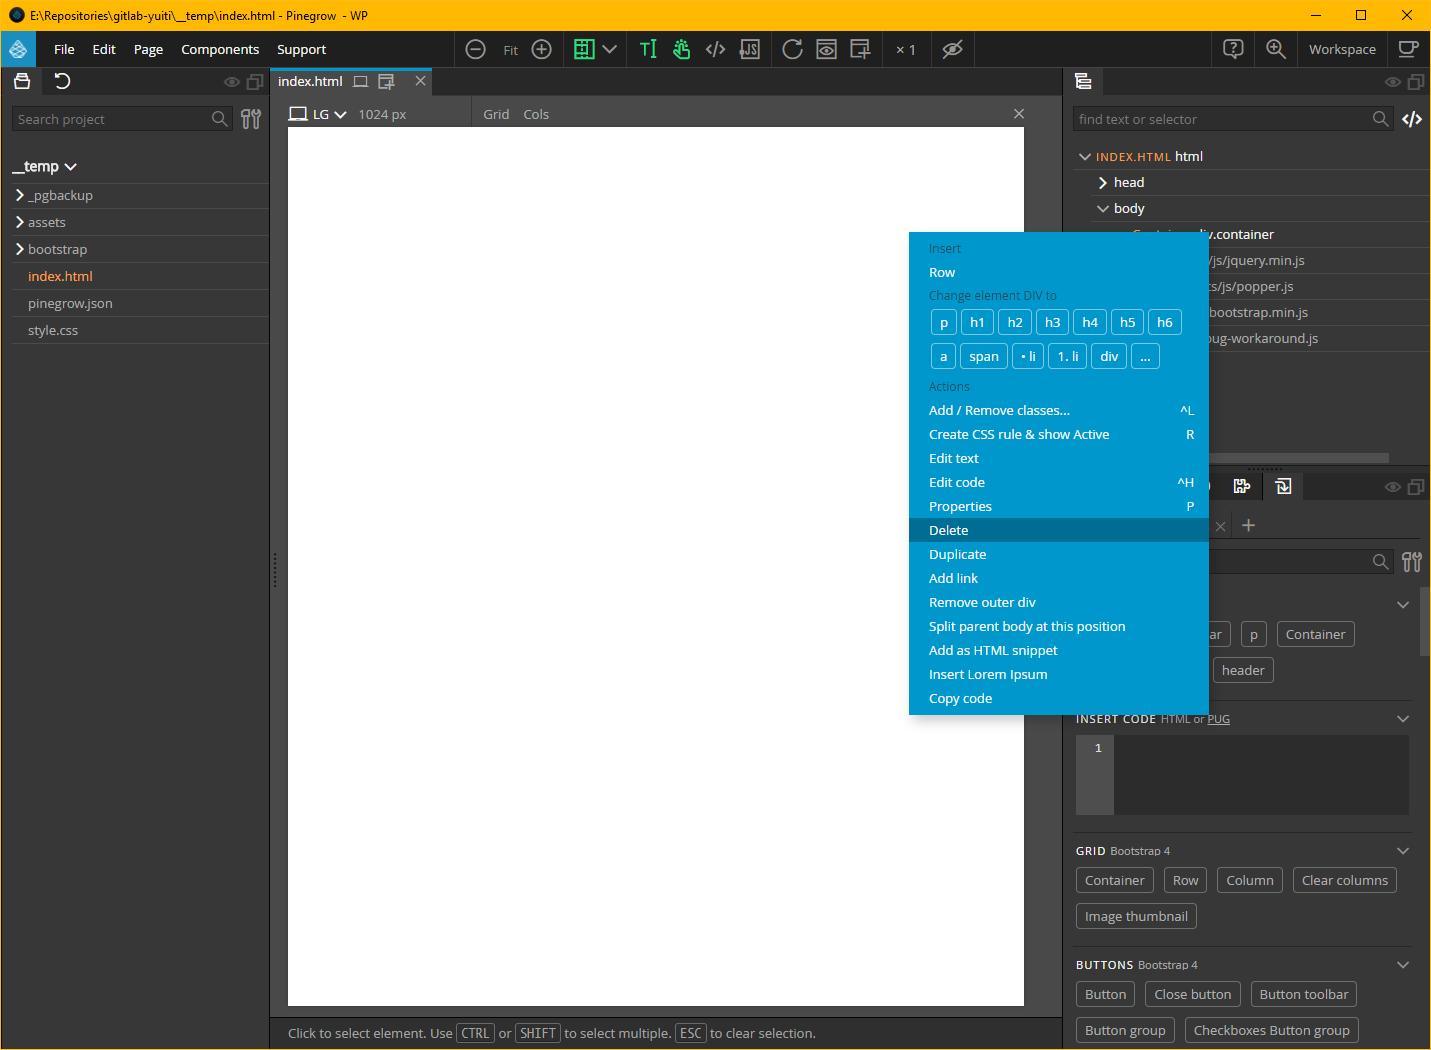 E:\Repositories\gitlab-yuiti\__temp\index.html - Pinegrow - WP
File Edit Page Components Support
Fit
JS
× 1
Workspace
index.html
Search project
LG 1024 px Grid Cols
find text or selector
__temp
_pgbackup
assets
bootstrap
index.html
pinegrow.json
style.css
INDEX.HTML html
head
body
.container
/js/jquery.min.js
s/js/popper.js
bootstrap.min.js
ug-workaround.js
Insert
Row
Change element DIV to
p h1 h2 h3 h4 h5 h6
a span • li 1. li div ...
Actions
Add / Remove classes... ^L
Create CSS rule & show Active R
Edit text
Edit code ^H
Properties P
Delete
Duplicate
Add link
Remove outer div
Split parent body at this position
Add as HTML snippet
Insert Lorem Ipsum
Copy code
ar p Container
header
INSERT CODE HTML or PUG
1
GRID Bootstrap 4
Container Row Column Clear columns
Image thumbnail
BUTTONS Bootstrap 4
Button Close button Button toolbar
Button group Checkboxes Button group
Click to select element. Use CTRL or SHIFT to select multiple. ESC to clear selection.